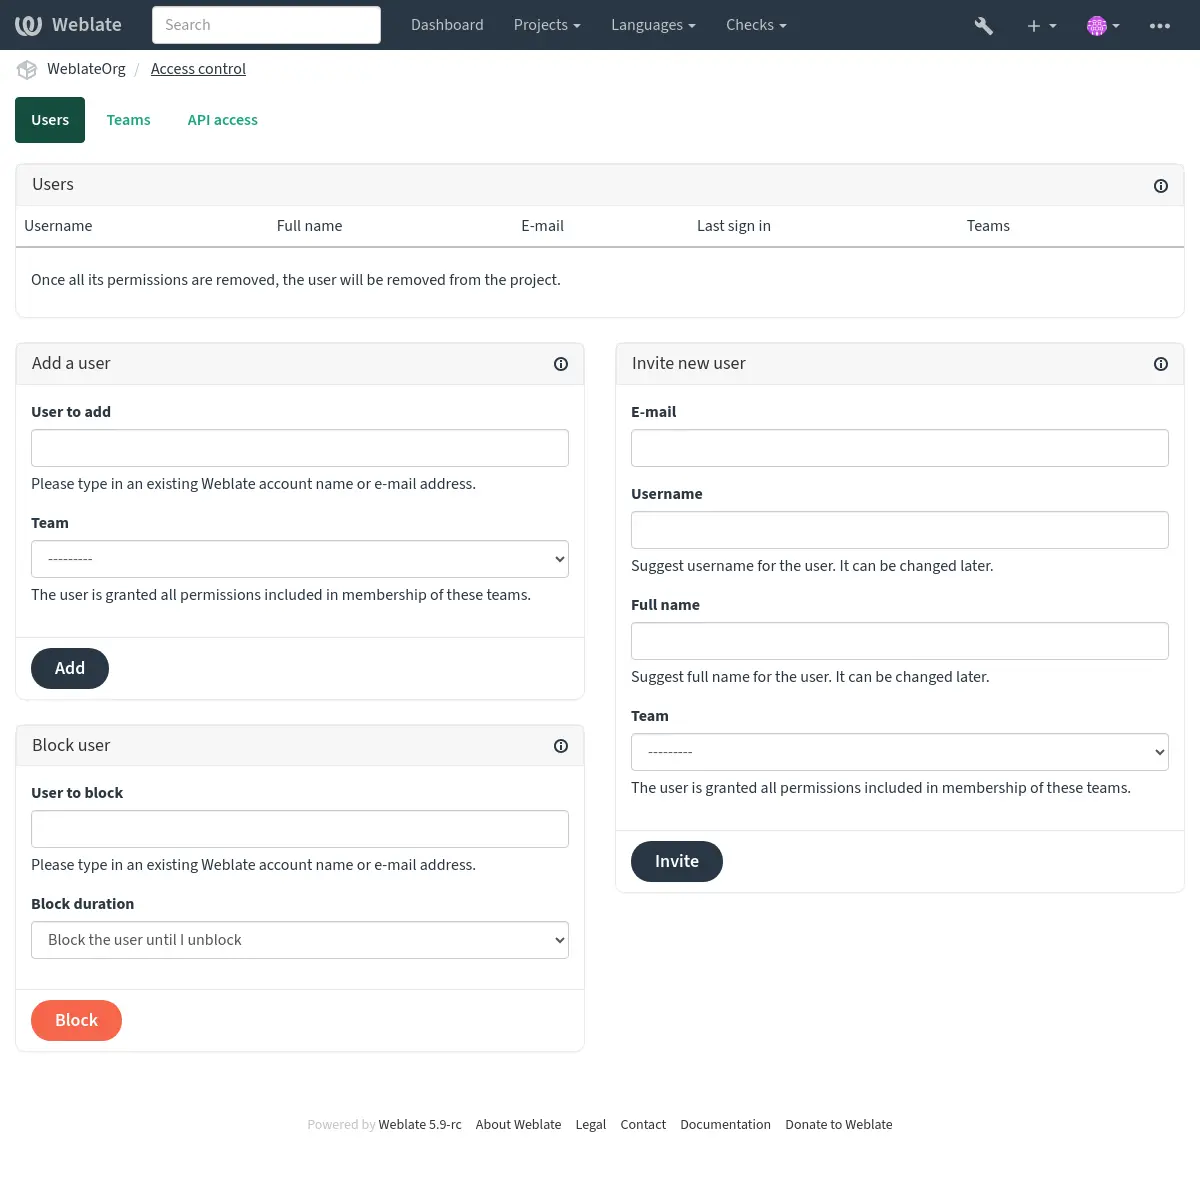 Weblate Search Dashboard Projects Languages Checks
WeblateOrg / Access control
Users Teams API access
Users
Username Full name E-mail Last sign in Teams
Once all its permissions are removed, the user will be removed from the project.
Add a user
User to add
Please type in an existing Weblate account name or e-mail address.
Team
---------
The user is granted all permissions included in membership of these teams.
Add
Block user
User to block
Please type in an existing Weblate account name or e-mail address.
Block duration
Block the user until I unblock
Block
Invite new user
E-mail
Username
Suggest username for the user. It can be changed later.
Full name
Suggest full name for the user. It can be changed later.
Team
---------
The user is granted all permissions included in membership of these teams.
Invite
Powered by Weblate 5.9-rc About Weblate Legal Contact Documentation Donate to Weblate